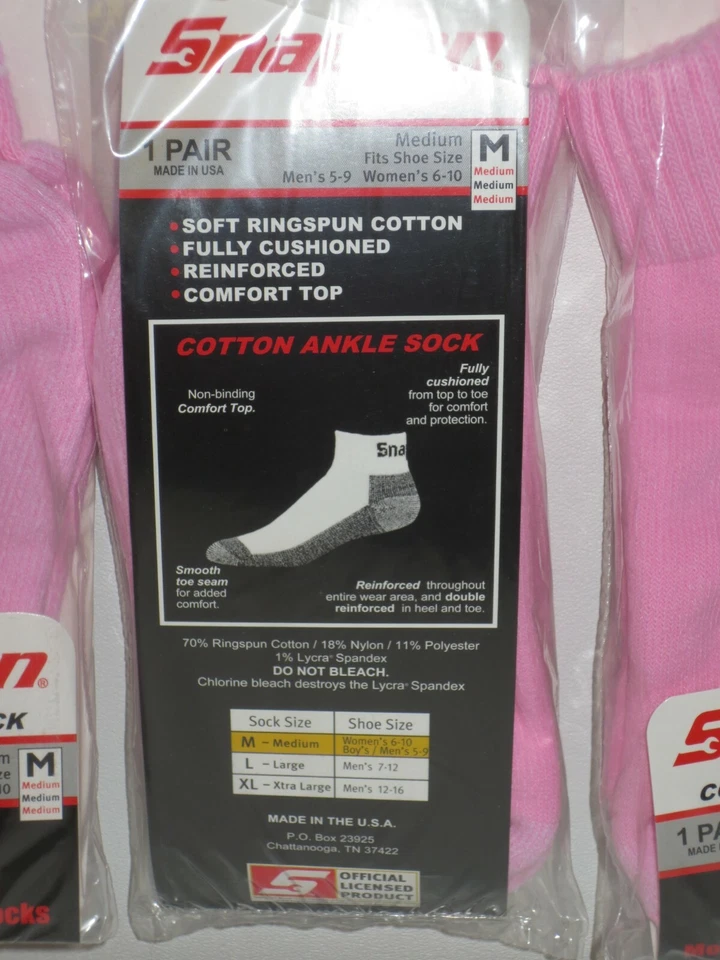 1 PAIR
MADE IN USA
Medium
Fits Shoe Size
Men's 5-9 Women's 6-10
M
Medium
Medium
Medium
• SOFT RINGSPUN COTTON
• FULLY CUSHIONED
• REINFORCED
• COMFORT TOP
COTTON ANKLE SOCK
Non-binding
Comfort Top.
Fully
cushioned
from top to toe
for comfort
and protection.
Sna
Smooth
toe seam
for added
comfort.
Reinforced throughout
entire wear area, and double
reinforced in heel and toe.
70% Ringspun Cotton / 18% Nylon / 11% Polyester
1% Lycra® Spandex
DO NOT BLEACH.
Chlorine bleach destroys the Lycra® Spandex
Sock Size Shoe Size
M – Medium Women's 6-10
Boy's / Men's 5-9
L – Large Men's 7-12
XL – Xtra Large Men's 12-16
MADE IN THE U.S.A.
P.O. Box 23925
Chattanooga, TN 37422
S
OFFICIAL
LICENSED
PRODUCT
n®
CK
M
Medium
Medium
Medium
ocks
S
1 PA
MADE